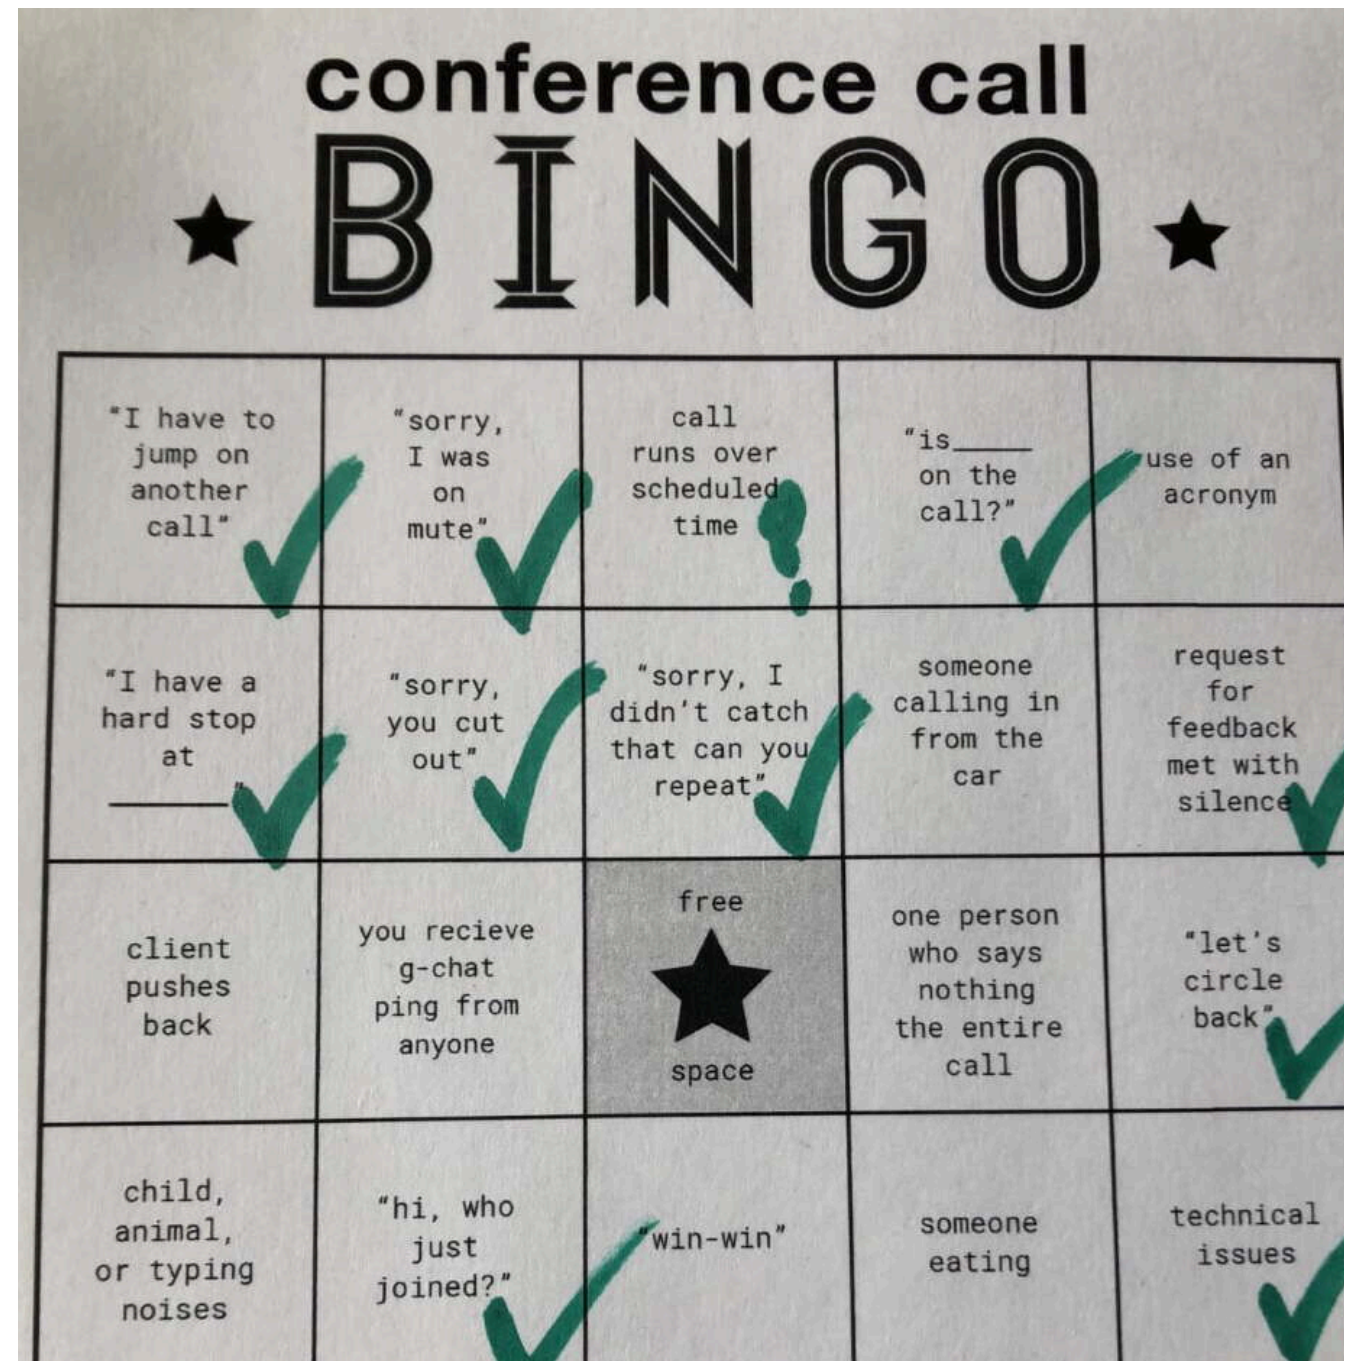 conference call
BINGO
"I have to
jump on
another
call"
"sorry,
I was
on
mute"
call
runs over
scheduled
time
"is_____
on the
call?"
use of an
acronym
"I have a
hard stop
at
________"
"sorry,
you cut
out"
"sorry, I
didn't catch
that can you
repeat"
someone
calling in
from the
car
request
for
feedback
met with
silence
client
pushes
back
you recieve
g-chat
ping from
anyone
free
space
one person
who says
nothing
the entire
call
"let's
circle
back"
child,
animal,
or typing
noises
"hi, who
just
joined?"
"win-win"
someone
eating
technical
issues